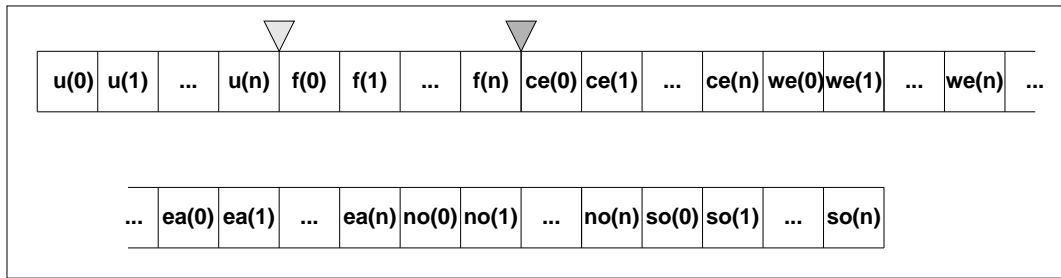 u(0) u(1) ... u(n) f(0) f(1) ... f(n) ce(0) ce(1) ... ce(n) we(0) we(1) ... we(n) ...
... ea(0) ea(1) ... ea(n) no(0) no(1) ... no(n) so(0) so(1) ... so(n)